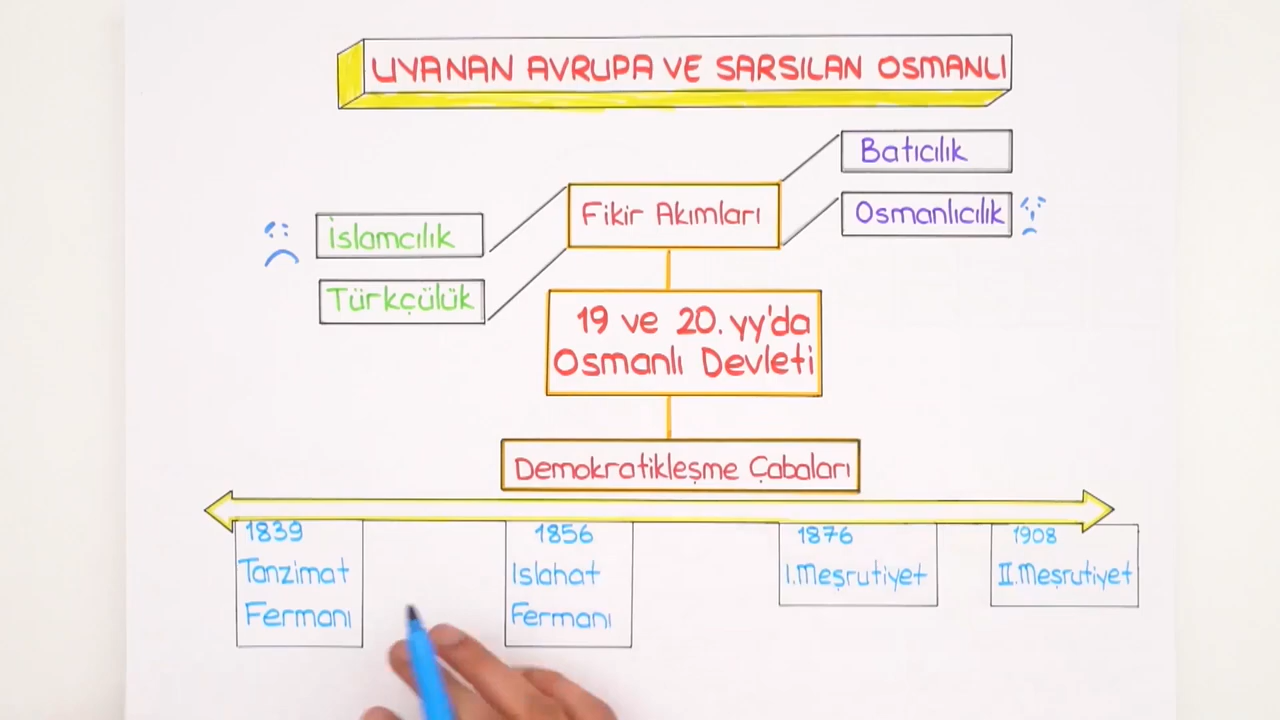 UYANAN AVRUPA VE SARSILAN OSMANLI
Batıcılık
Fikir Akımları
Osmanlıcılık
İslamcılık
Türkçülük
19 ve 20. yy'da
Osmanlı Devleti
Demokratikleşme Çabaları
1839
Tanzimat
Fermanı
1856
Islahat
Fermanı
1876
I.Meşrutiyet
1908
II.Meşrutiyet